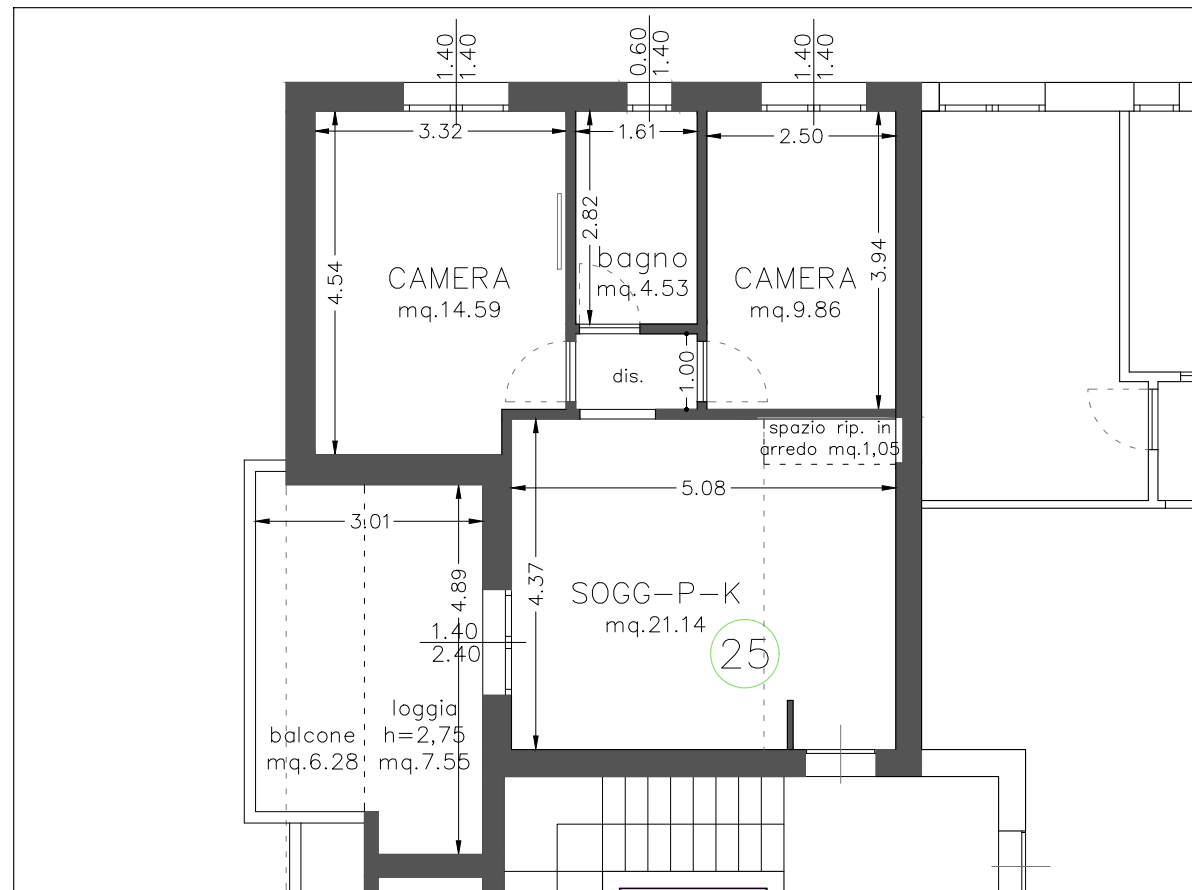 1.40
1.40
0.60
1.40
1.40
1.40
3.32
1.61
2.50
2.82
4.54
3.94
bagno
mq.4.53
CAMERA
mq.14.59
CAMERA
mq.9.86
dis.
1.00
spazio rip. in
arredo mq.1,05
5.08
3.01
4.89
4.37
SOGG-P-K
mq.21.14
25
1.40
2.40
loggia
h=2,75
mq.7.55
balcone
mq.6.28